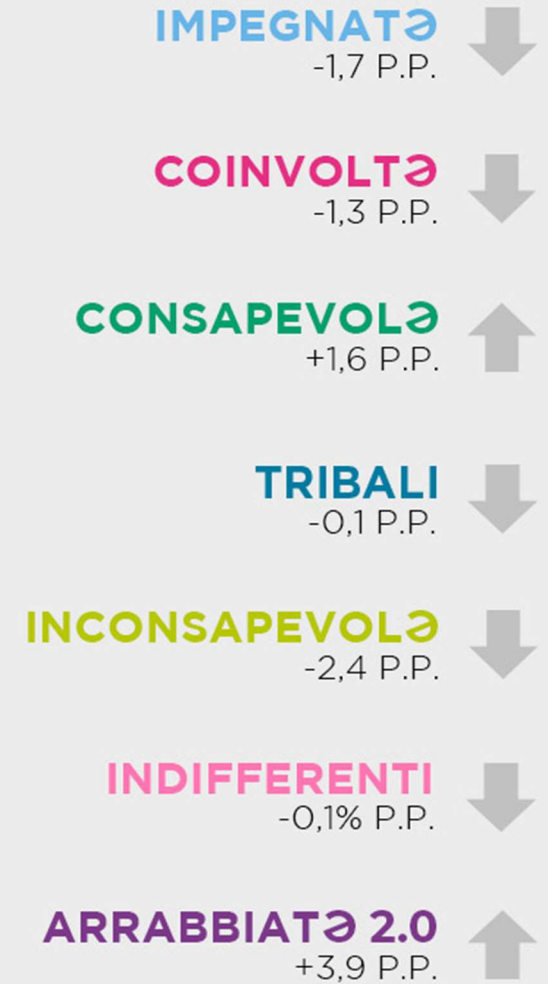 IMPEGNATƏ
-1,7 P.P.
COINVOLTƏ
-1,3 P.P.
CONSAPEVOLƏ
+1,6 P.P.
TRIBALI
-0,1 P.P.
INCONSAPEVOLƏ
-2,4 P.P.
INDIFFERENTI
-0,1% P.P.
ARRABBIATƏ 2.0
+3,9 P.P.